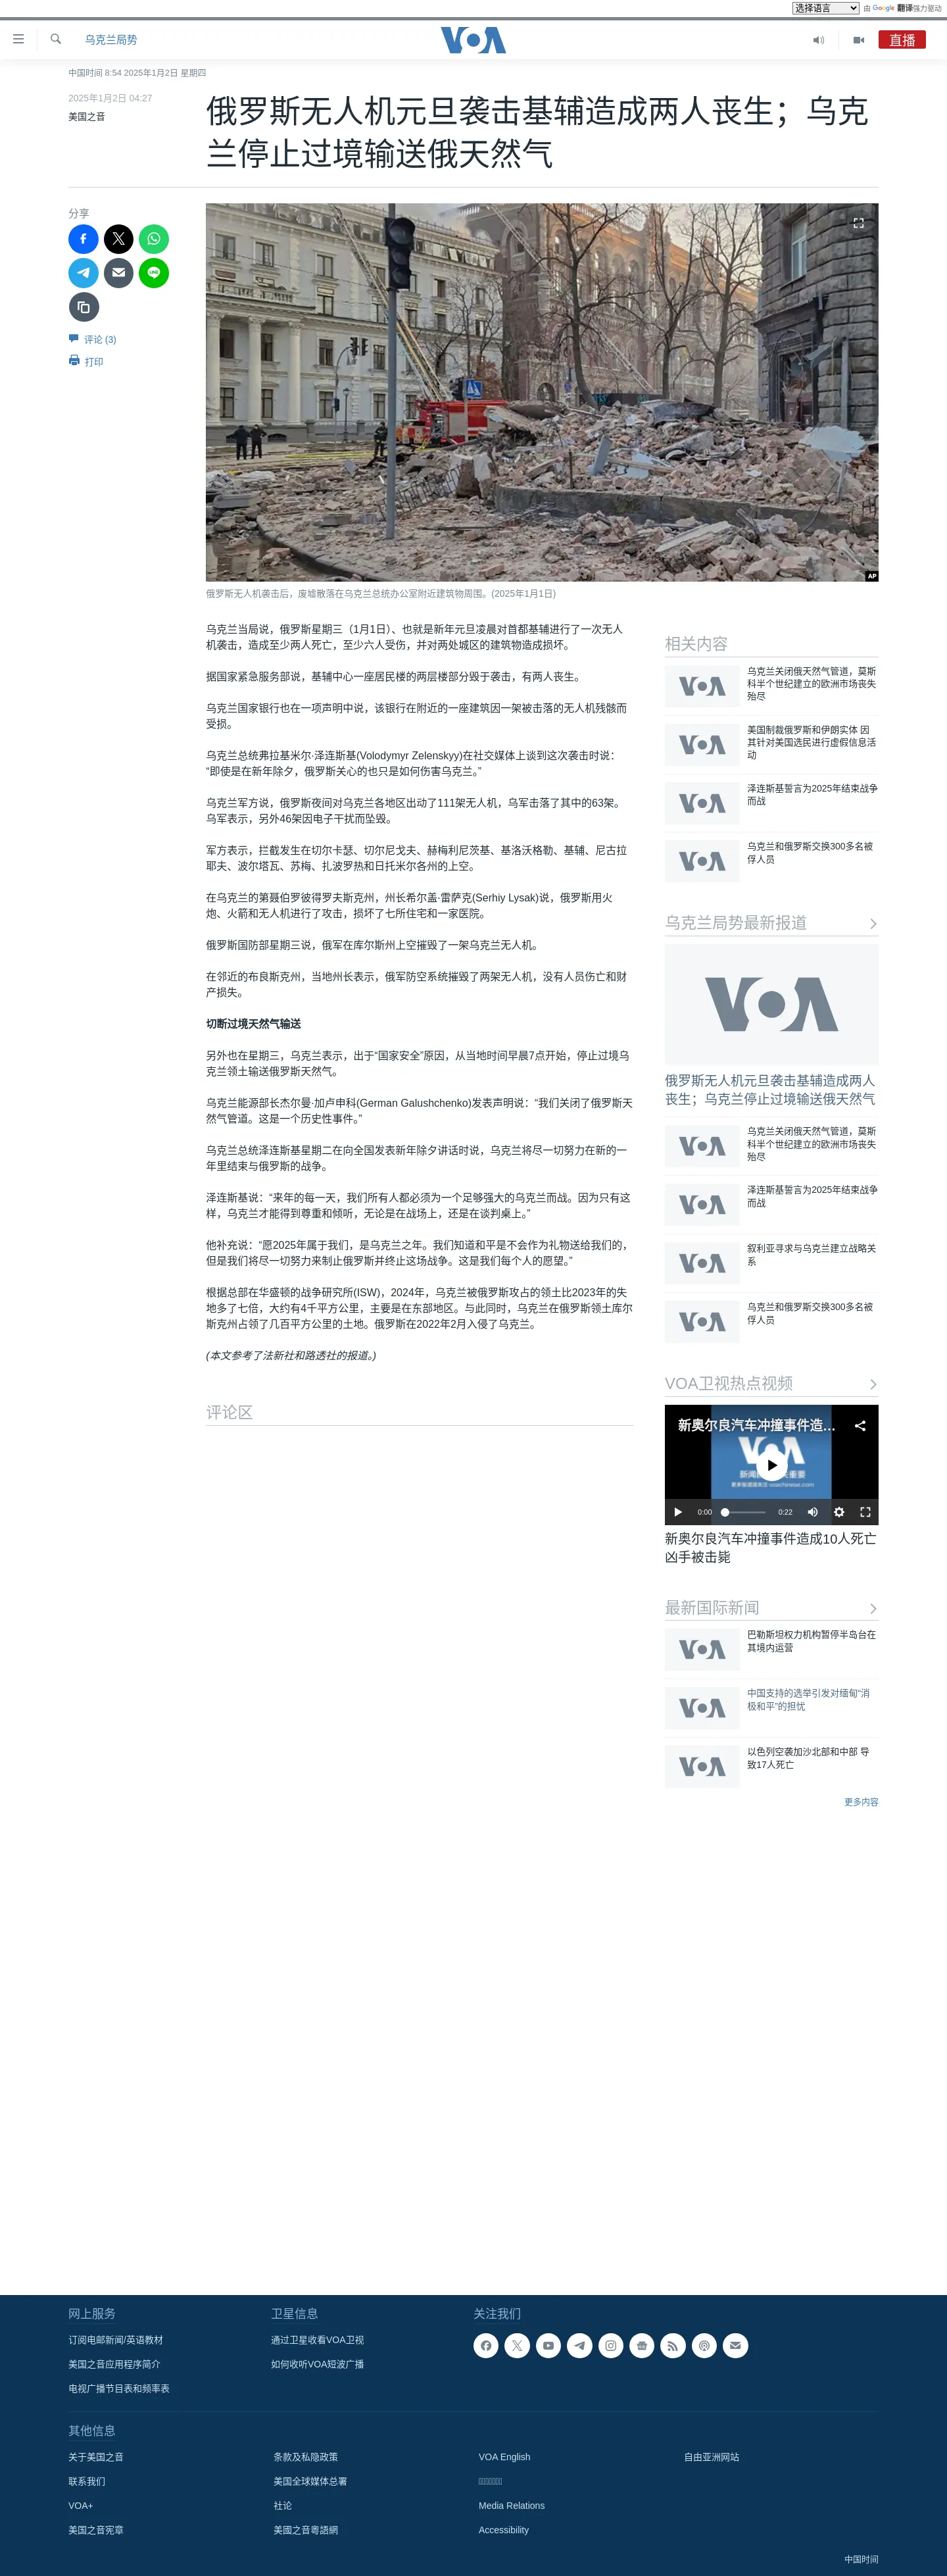 选择语言 由 Google 翻译强力驱动
乌克兰局势
VOA
直播
中国时间 8:54 2025年1月2日 星期四
2025年1月2日 04:27
美国之音
俄罗斯无人机元旦袭击基辅造成两人丧生；乌克
兰停止过境输送俄天然气
分享
LINE
评论 (3)
打印
AP
俄罗斯无人机袭击后，废墟散落在乌克兰总统办公室附近建筑物周围。(2025年1月1日)
乌克兰当局说，俄罗斯星期三（1月1日）、也就是新年元旦凌晨对首都基辅进行了一次无人
机袭击，造成至少两人死亡，至少六人受伤，并对两处城区的建筑物造成损坏。
据国家紧急服务部说，基辅中心一座居民楼的两层楼部分毁于袭击，有两人丧生。
乌克兰国家银行也在一项声明中说，该银行在附近的一座建筑因一架被击落的无人机残骸而
受损。
乌克兰总统弗拉基米尔·泽连斯基(Volodymyr Zelenskyy)在社交媒体上谈到这次袭击时说：
“即使是在新年除夕，俄罗斯关心的也只是如何伤害乌克兰。”
乌克兰军方说，俄罗斯夜间对乌克兰各地区出动了111架无人机，乌军击落了其中的63架。
乌军表示，另外46架因电子干扰而坠毁。
军方表示，拦截发生在切尔卡瑟、切尔尼戈夫、赫梅利尼茨基、基洛沃格勒、基辅、尼古拉
耶夫、波尔塔瓦、苏梅、扎波罗热和日托米尔各州的上空。
在乌克兰的第聂伯罗彼得罗夫斯克州，州长希尔盖·雷萨克(Serhiy Lysak)说，俄罗斯用火
炮、火箭和无人机进行了攻击，损坏了七所住宅和一家医院。
俄罗斯国防部星期三说，俄军在库尔斯州上空摧毁了一架乌克兰无人机。
在邻近的布良斯克州，当地州长表示，俄军防空系统摧毁了两架无人机，没有人员伤亡和财
产损失。
切断过境天然气输送
另外也在星期三，乌克兰表示，出于“国家安全”原因，从当地时间早晨7点开始，停止过境乌
克兰领土输送俄罗斯天然气。
乌克兰能源部长杰尔曼·加卢申科(German Galushchenko)发表声明说：“我们关闭了俄罗斯天
然气管道。这是一个历史性事件。”
乌克兰总统泽连斯基星期二在向全国发表新年除夕讲话时说，乌克兰将尽一切努力在新的一
年里结束与俄罗斯的战争。
泽连斯基说：“来年的每一天，我们所有人都必须为一个足够强大的乌克兰而战。因为只有这
样，乌克兰才能得到尊重和倾听，无论是在战场上，还是在谈判桌上。”
他补充说：“愿2025年属于我们，是乌克兰之年。我们知道和平是不会作为礼物送给我们的，
但是我们将尽一切努力来制止俄罗斯并终止这场战争。这是我们每个人的愿望。”
根据总部在华盛顿的战争研究所(ISW)，2024年，乌克兰被俄罗斯攻占的领土比2023年的失
地多了七倍，大约有4千平方公里，主要是在东部地区。与此同时，乌克兰在俄罗斯领土库尔
斯克州占领了几百平方公里的土地。俄罗斯在2022年2月入侵了乌克兰。
(本文参考了法新社和路透社的报道。)
评论区
相关内容
VOA
乌克兰关闭俄天然气管道，莫斯
科半个世纪建立的欧洲市场丧失
殆尽
VOA
美国制裁俄罗斯和伊朗实体 因
其针对美国选民进行虚假信息活
动
VOA
泽连斯基誓言为2025年结束战争
而战
VOA
乌克兰和俄罗斯交换300多名被
俘人员
乌克兰局势最新报道
VOA
俄罗斯无人机元旦袭击基辅造成两人
丧生；乌克兰停止过境输送俄天然气
VOA
乌克兰关闭俄天然气管道，莫斯
科半个世纪建立的欧洲市场丧失
殆尽
VOA
泽连斯基誓言为2025年结束战争
而战
VOA
叙利亚寻求与乌克兰建立战略关
系
VOA
乌克兰和俄罗斯交换300多名被
俘人员
VOA卫视热点视频
新奥尔良汽车冲撞事件造...
0:00
0:22
新奥尔良汽车冲撞事件造成10人死亡
凶手被击毙
最新国际新闻
VOA
巴勒斯坦权力机构暂停半岛台在
其境内运营
VOA
中国支持的选举引发对缅甸“消
极和平”的担忧
VOA
以色列空袭加沙北部和中部 导
致17人死亡
更多内容
网上服务
订阅电邮新闻/英语教材
美国之音应用程序简介
电视广播节目表和频率表
卫星信息
通过卫星收看VOA卫视
如何收听VOA短波广播
关注我们
其他信息
关于美国之音
联系我们
VOA+
美国之音宪章
条款及私隐政策
美国全球媒体总署
社论
美國之音粵語網
VOA English
Media Relations
Accessibility
自由亚洲网站
中国时间